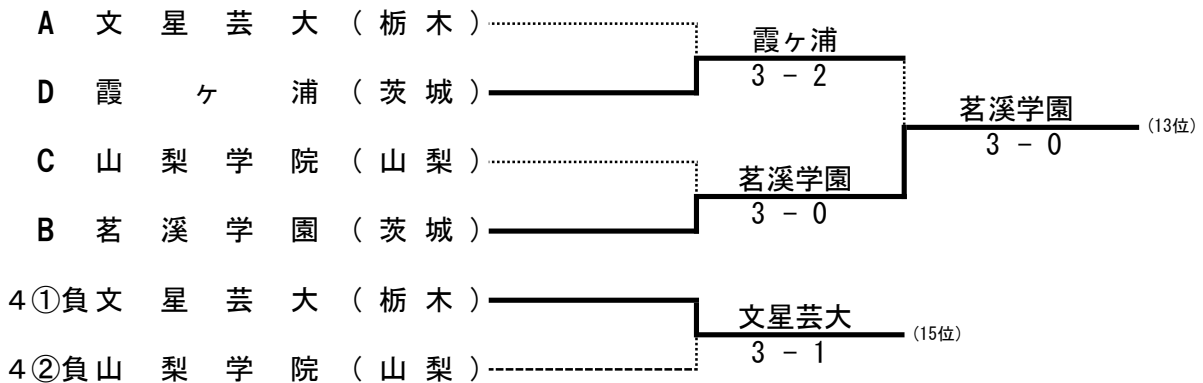 A 文星芸大(栃木)
霞ヶ浦
3 - 2
D 霞ヶ浦(茨城)
茗溪学園
3 - 0
(13位)
C 山梨学院(山梨)
茗溪学園
3 - 0
B 茗溪学園(茨城)
4①負 文星芸大(栃木)
文星芸大
3 - 1
(15位)
4②負 山梨学院(山梨)